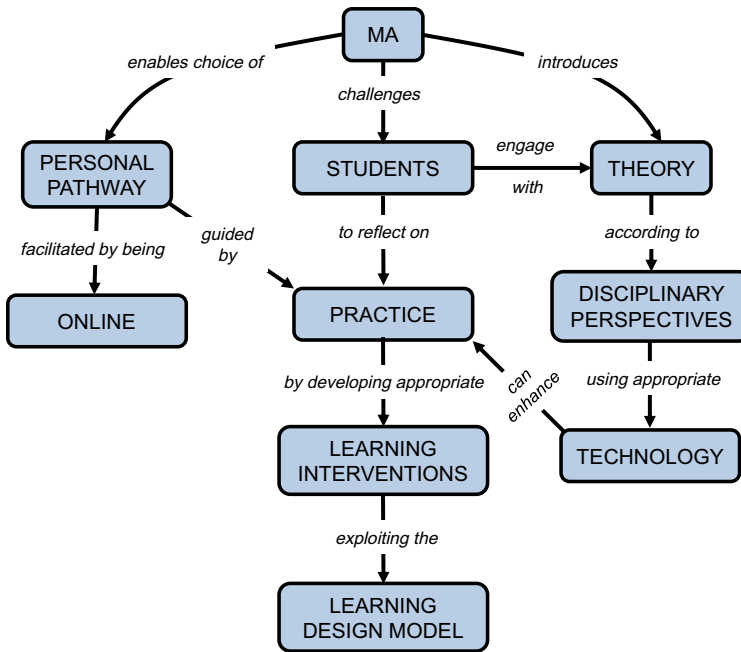 MA
enables choice of
challenges
introduces
PERSONAL
PATHWAY
STUDENTS
engage
with
THEORY
facilitated by being
guided
by
to reflect on
according to
ONLINE
PRACTICE
DISCIPLINARY
PERSPECTIVES
by developing appropriate
can
enhance
using appropriate
LEARNING
INTERVENTIONS
TECHNOLOGY
exploiting the
LEARNING
DESIGN MODEL